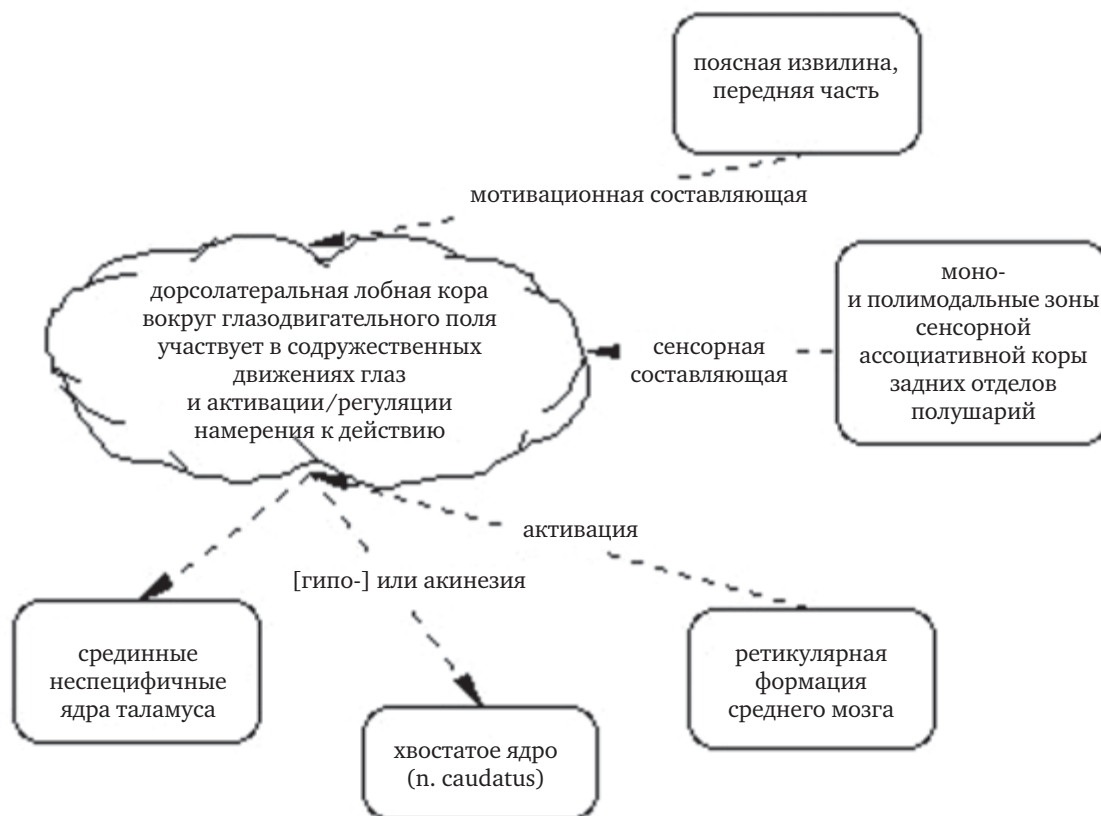 поясная извилина,
передняя часть
мотивационная составляющая
дорсолатеральная лобная кора
вокруг глазодвигательного поля
участвует в содружественных
движениях глаз
и активации/регуляции
намерения к действию
сенсорная
составляющая
моно-
и полимодальные зоны
сенсорной
ассоциативной коры
задних отделов
полушарий
активация
[гипо-] или акинезия
срединные
неспецифичные
ядра таламуса
хвостатое ядро
(n. caudatus)
ретикулярная
формация
среднего мозга